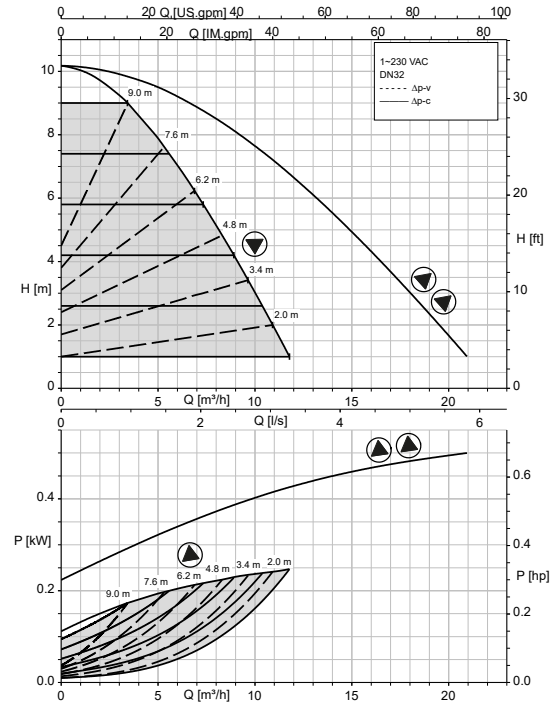 0 20 40 60 80 100
Q [US.gpm]
0 20 40 60 80
Q [IM.gpm]
1~230 VAC
DN32
Δp-v
Δp-c
10
8
6
4
2
0
H [m]
9.0 m
7.6 m
6.2 m
4.8 m
3.4 m
2.0 m
30
20
10
0
H [ft]
0 5 10 15 20
Q [m³/h]
0 2 4 6
Q [l/s]
0.4
0.2
0.0
P [kW]
9.0 m
7.6 m
6.2 m
4.8 m
3.4 m
2.0 m
0.6
0.4
0.2
0.0
P [hp]
0 5 10 15 20
Q [m³/h]